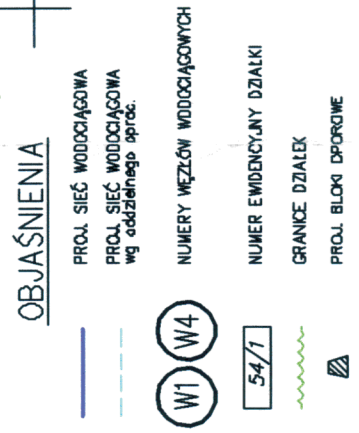 OBJAŚNIENIA
PROJ. SIEĆ WODOCIĄGOWA
PROJ. SIEĆ WODOCIĄGOWA
wg oddzielnego oprac.
W1 W4 NUMERY WĘZŁÓW WODOCIĄGOWYCH
54/1 NUMER EWIDENCYJNY DZIAŁKI
GRANICE DZIAŁEK
PROJ. BLOKI OPOROWE